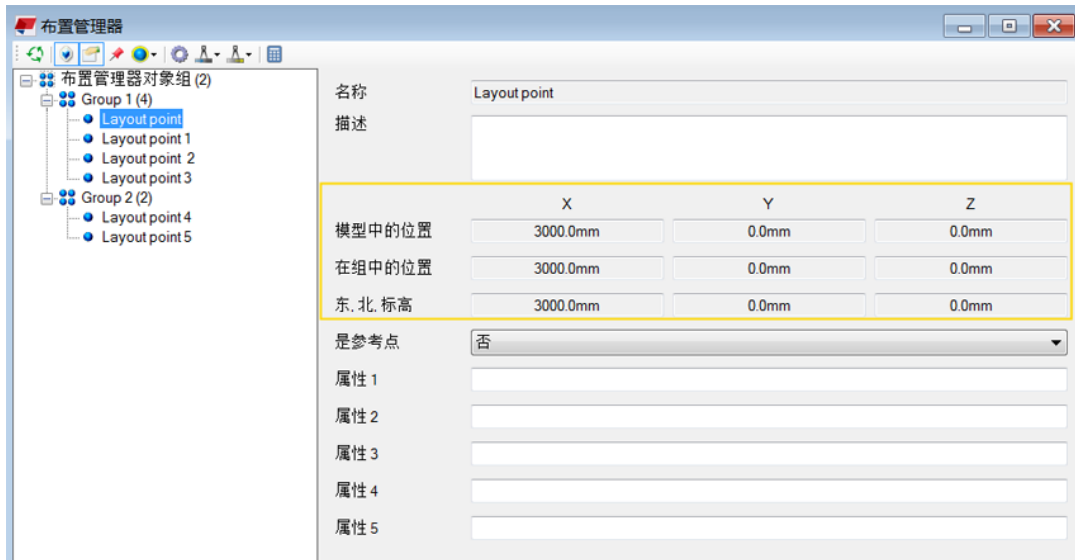 布置管理器
布置管理器对象组 (2)
Group 1 (4)
Layout point
Layout point 1
Layout point 2
Layout point 3
Group 2 (2)
Layout point 4
Layout point 5
名称 Layout point
描述
X Y Z
模型中的位置 3000.0mm 0.0mm 0.0mm
在组中的位置 3000.0mm 0.0mm 0.0mm
东, 北, 标高 3000.0mm 0.0mm 0.0mm
是参考点 否
属性 1
属性 2
属性 3
属性 4
属性 5